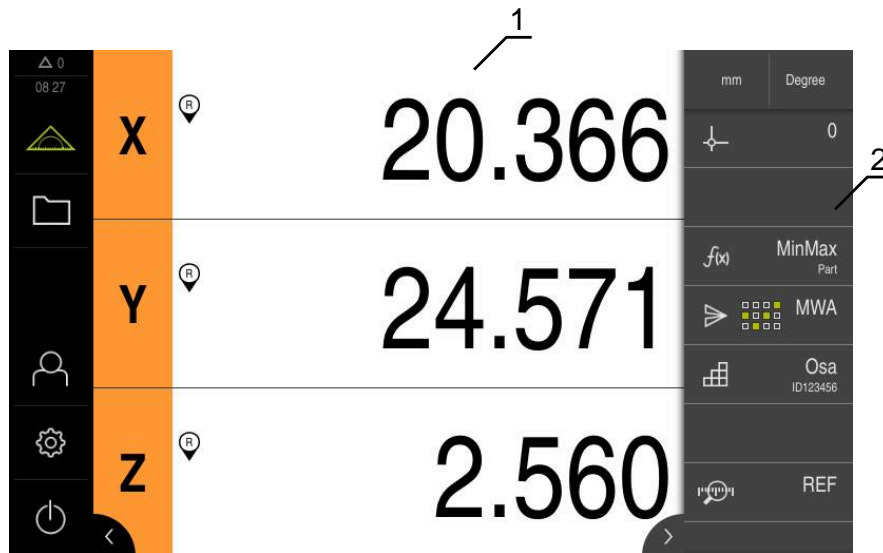 1
0
08 27
X
R
20.366
mm
Degree
0
2
Y
R
24.571
f(x)
MinMax
Part
MWA
Osa
ID123456
Z
R
2.560
REF